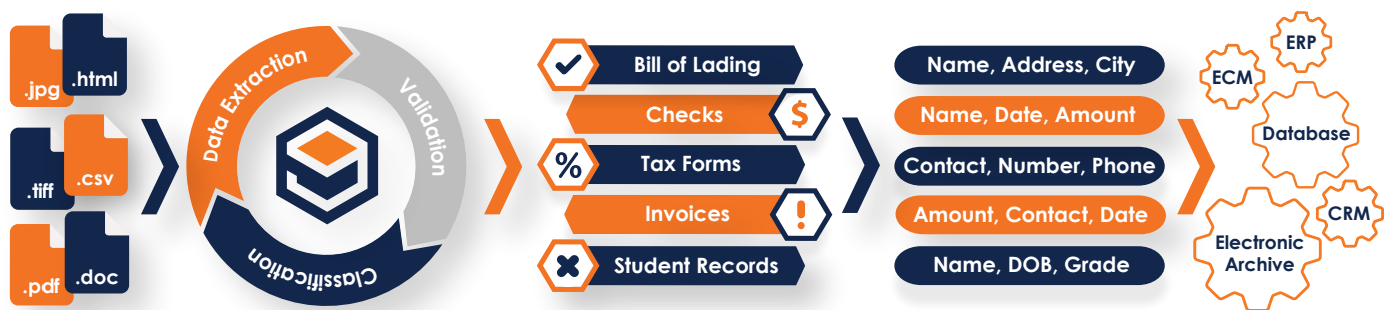 .jpg
.html
.tiff
.csv
.pdf
.doc
Data Extraction
Validation
Classification
Bill of Lading
Checks
$
%
Tax Forms
Invoices
!
Student Records
Name, Address, City
Name, Date, Amount
Contact, Number, Phone
Amount, Contact, Date
Name, DOB, Grade
ERP
ECM
Database
CRM
Electronic
Archive